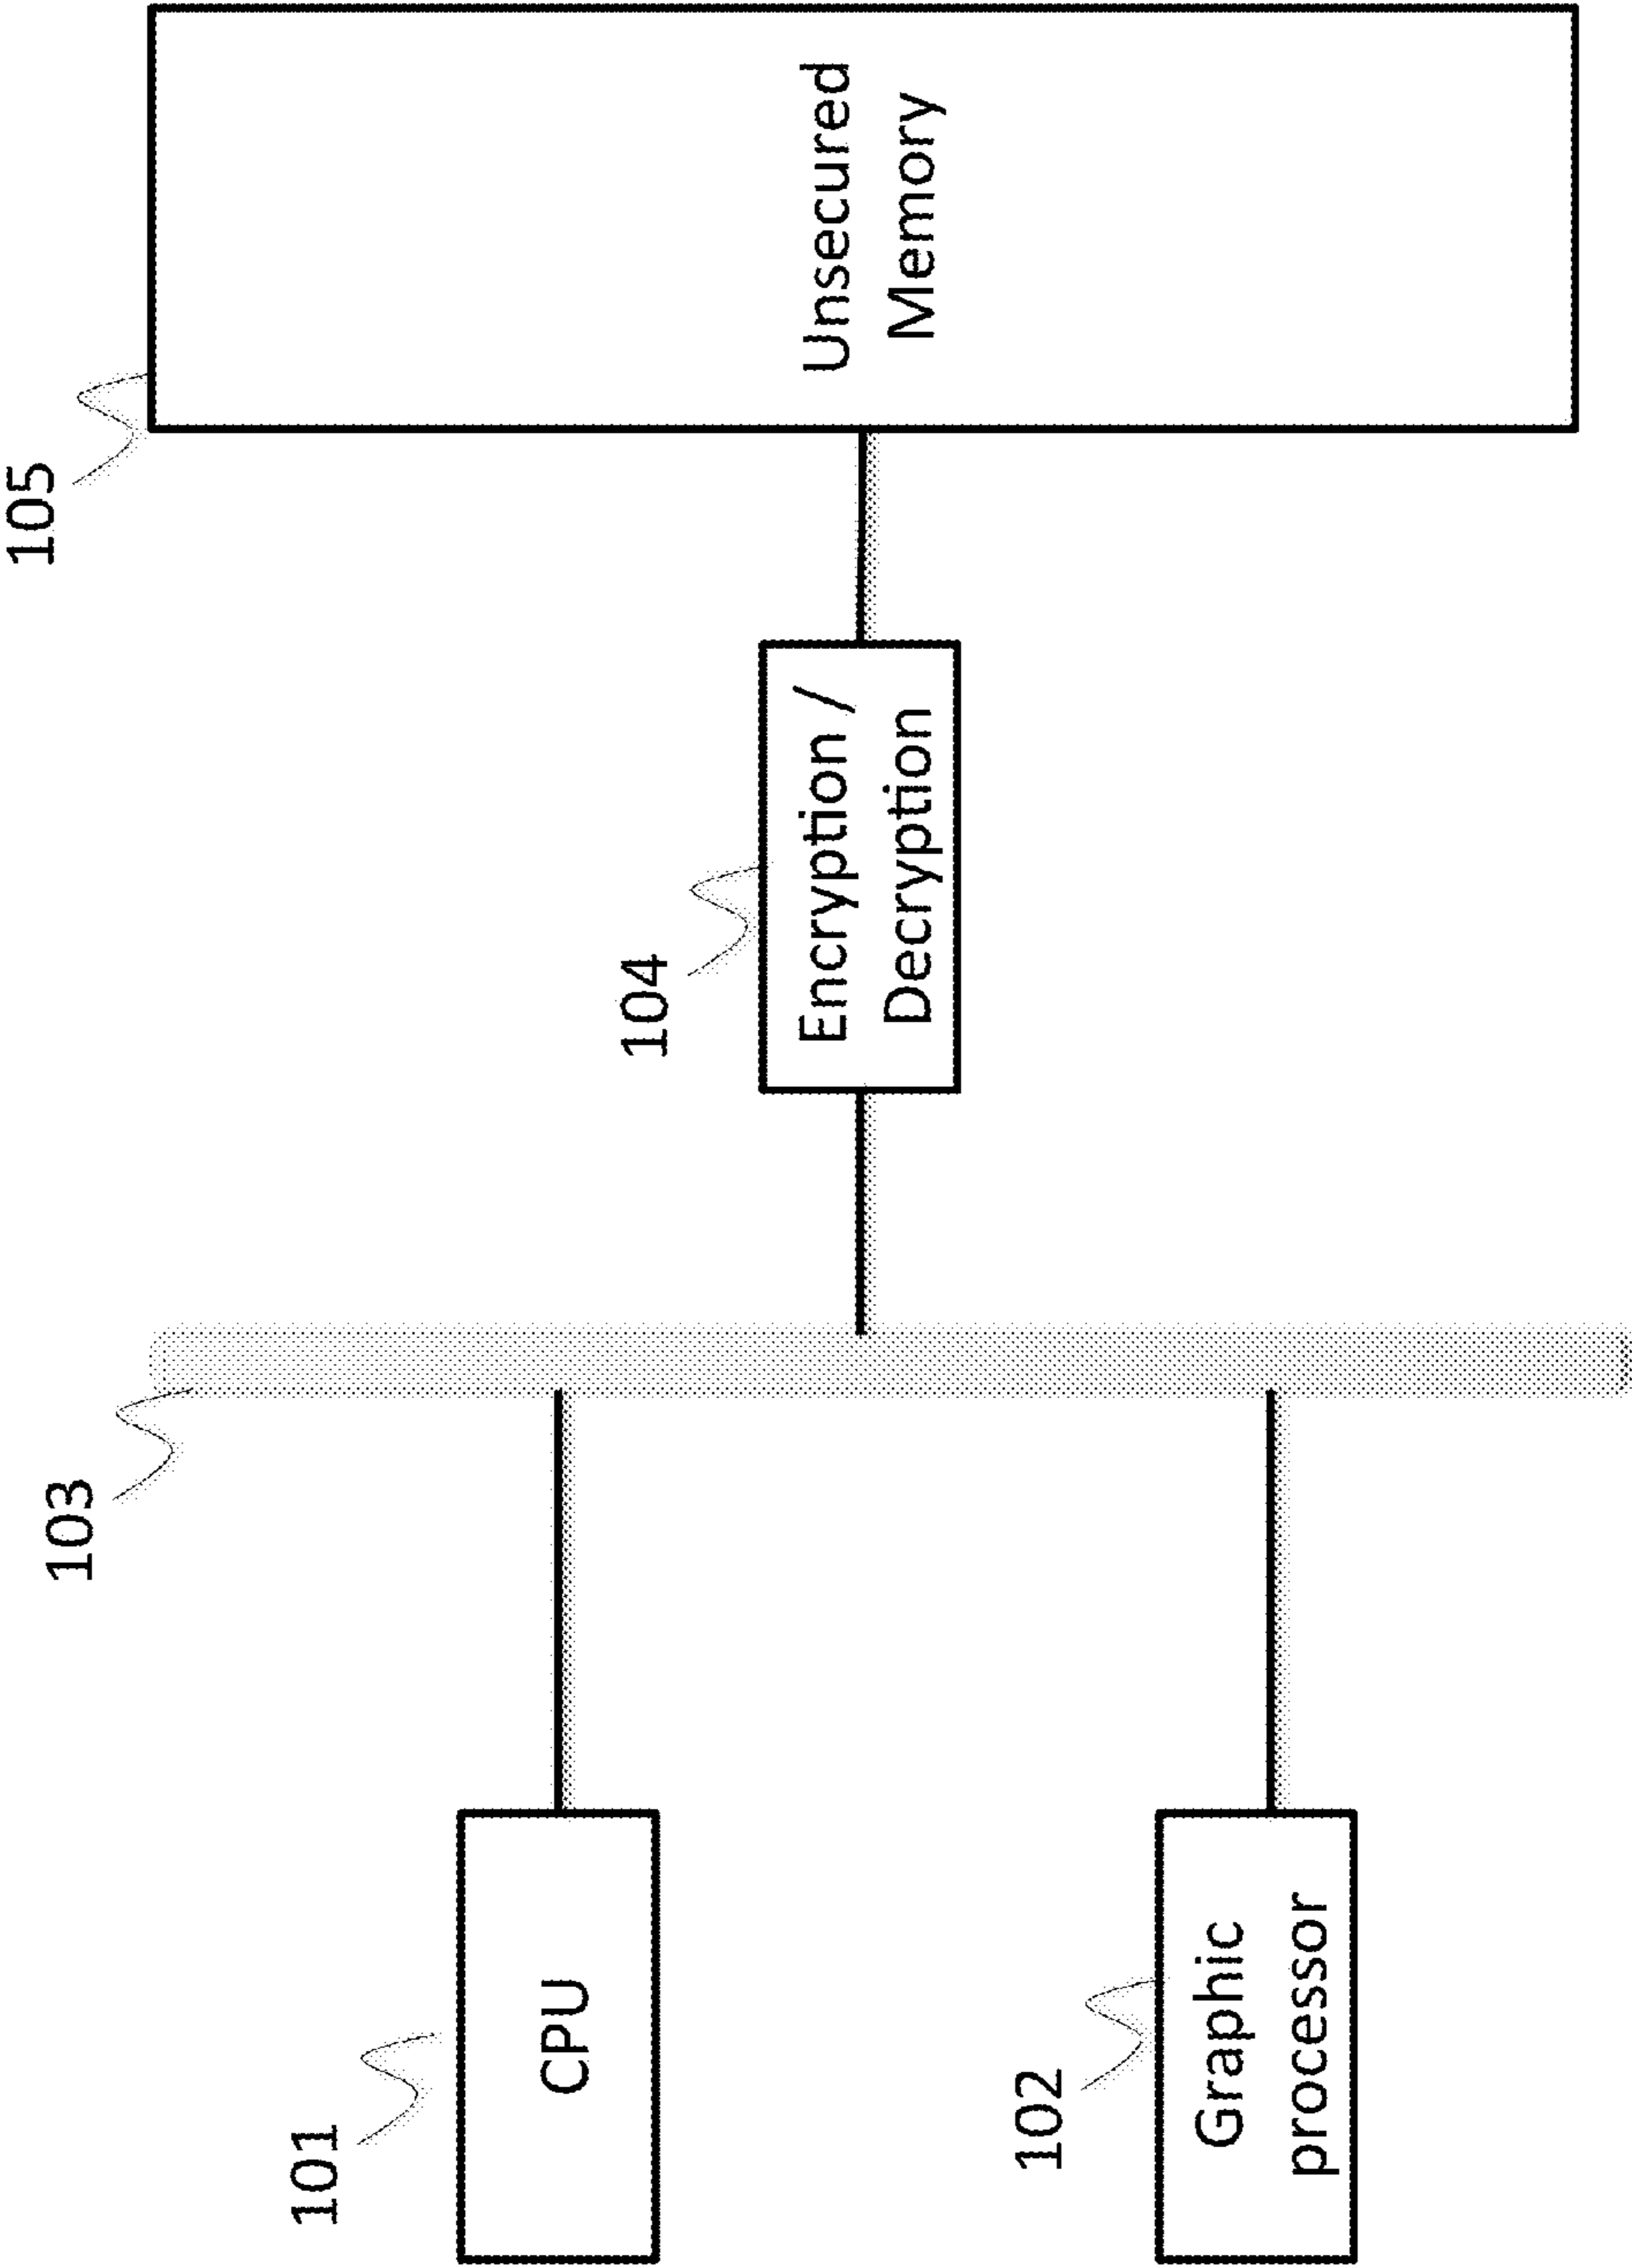 101
CPU
102
Graphic
processor
103
104
Encryption /
Decryption
105
Unsecured
Memory